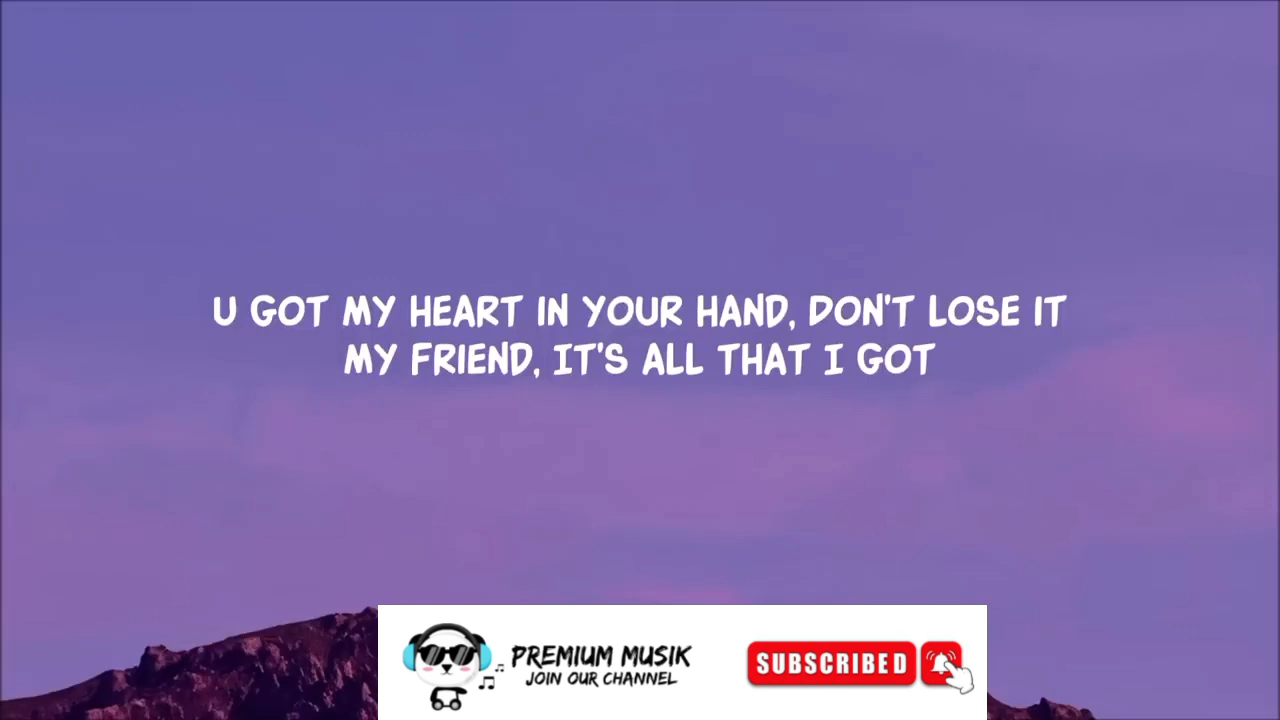 U GOT MY HEART IN YOUR HAND, DON'T LOSE IT
MY FRIEND, IT'S ALL THAT I GOT
PREMIUM MUSIK
JOIN OUR CHANNEL
SUBSCRIBED